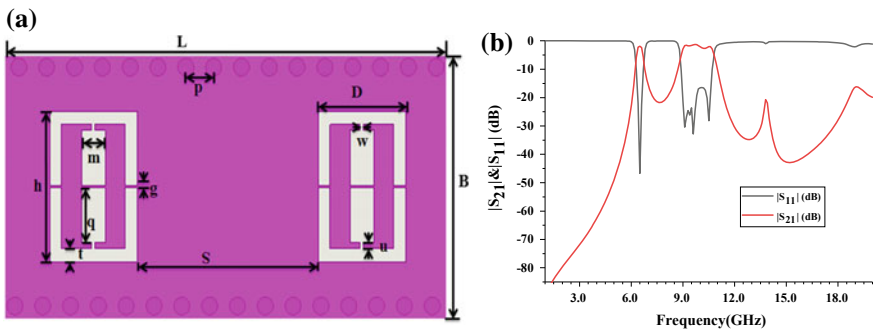 (a)
L
p
D
m
w
h
g
B
q
t
u
S
(b)
0
-10
-20
-30
-40
-50
-60
-70
-80
|S21|&|S11| (dB)
|S11| (dB)
|S21| (dB)
3.0 6.0 9.0 12.0 15.0 18.0
Frequency(GHz)